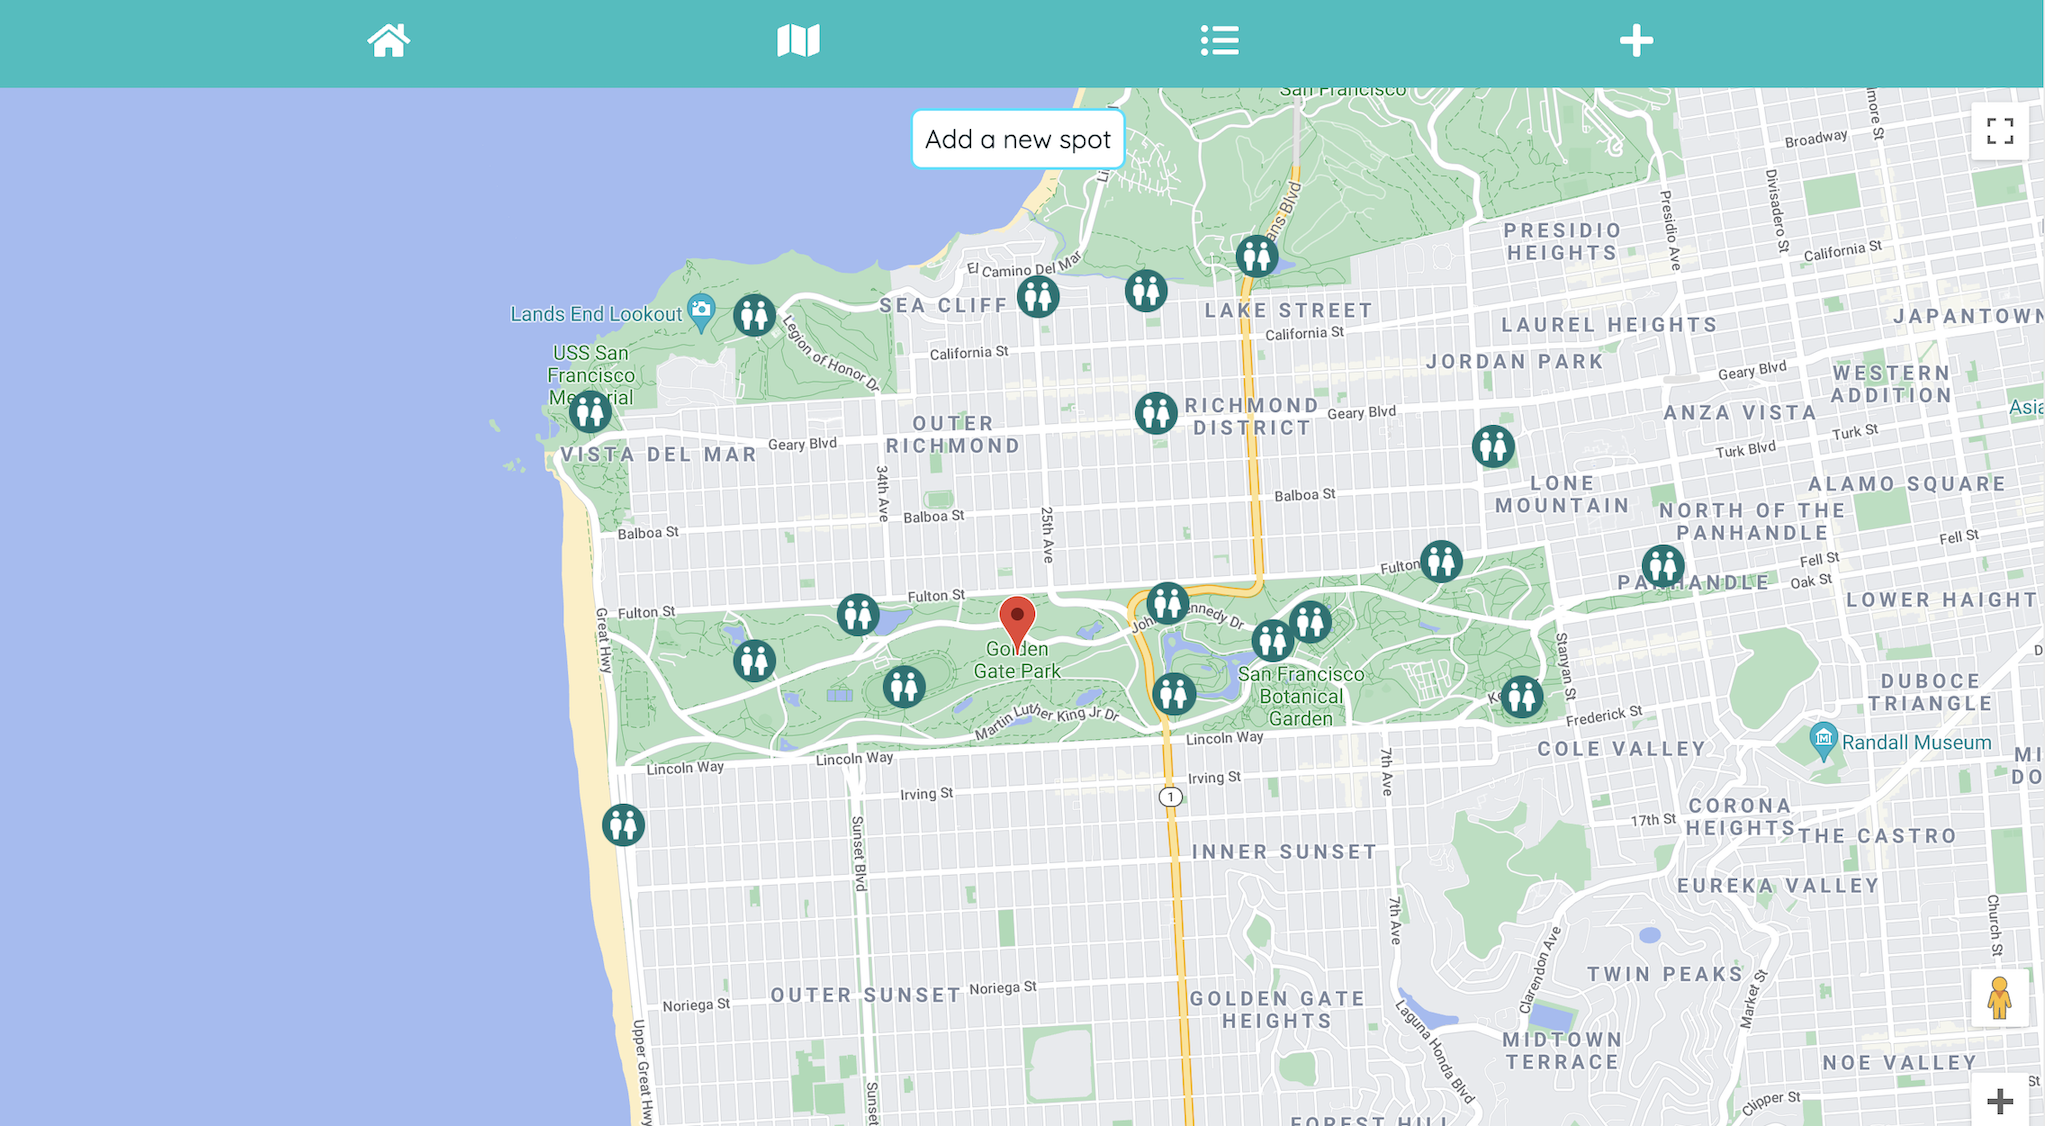 San Francisco
Add a new spot
Broadway
Divisadero St
Presidio Ave
PRESIDIO
HEIGHTS
California St
El Camino Del Mar
SEA CLIFF
LAKE STREET
Lands End Lookout
Legion of Honor Dr
California St
California St
LAUREL HEIGHTS
JAPANTOWN
USS San
Francisco
JORDAN PARK
Geary Blvd
WESTERN
ADDITION
RICHMOND
DISTRICT
Geary Blvd
ANZA VISTA
OUTER
RICHMOND
Geary Blvd
VISTA DEL MAR
Turk St
Turk Blvd
34th Ave
LONE
MOUNTAIN
ALAMO SQUARE
Balboa St
NORTH OF THE
PANHANDLE
Balboa St
Balboa St
25th Ave
Fell St
Fell St
Fulton
Oak St
Fulton St
Fulton St
LOWER HAIGHT
Great Hwy
Golden
Gate Park
San Francisco
Botanical
Garden
Stanyan St
DUBOCE
TRIANGLE
Martin Luther King Jr Dr
Frederick St
Lincoln Way
Lincoln Way
Lincoln Way
COLE VALLEY
Randall Museum
7th Ave
Irving St
Irving St
1
CORONA
HEIGHTS
17th St
THE CASTRO
Sunset Blvd
INNER SUNSET
EUREKA VALLEY
7th Ave
Church St
Clarendon Ave
TWIN PEAKS
OUTER SUNSET
Noriega St
Noriega St
GOLDEN GATE
HEIGHTS
Market St
Laguna Honda Blvd
MIDTOWN
TERRACE
Upper Great Hwy
NOE VALLEY
Sunset
Clipper St
FOREST HILL